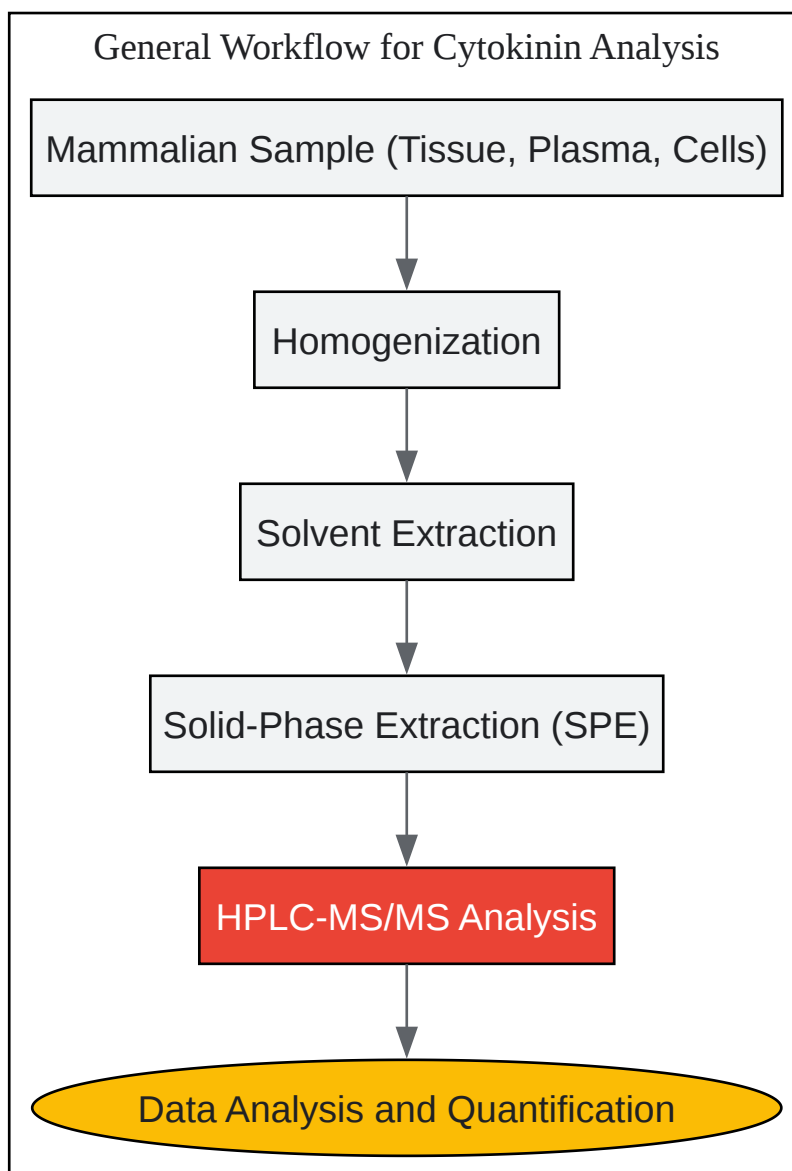 General Workflow for Cytokinin Analysis
Mammalian Sample (Tissue, Plasma, Cells)
Homogenization
Solvent Extraction
Solid-Phase Extraction (SPE)
HPLC-MS/MS Analysis
Data Analysis and Quantification